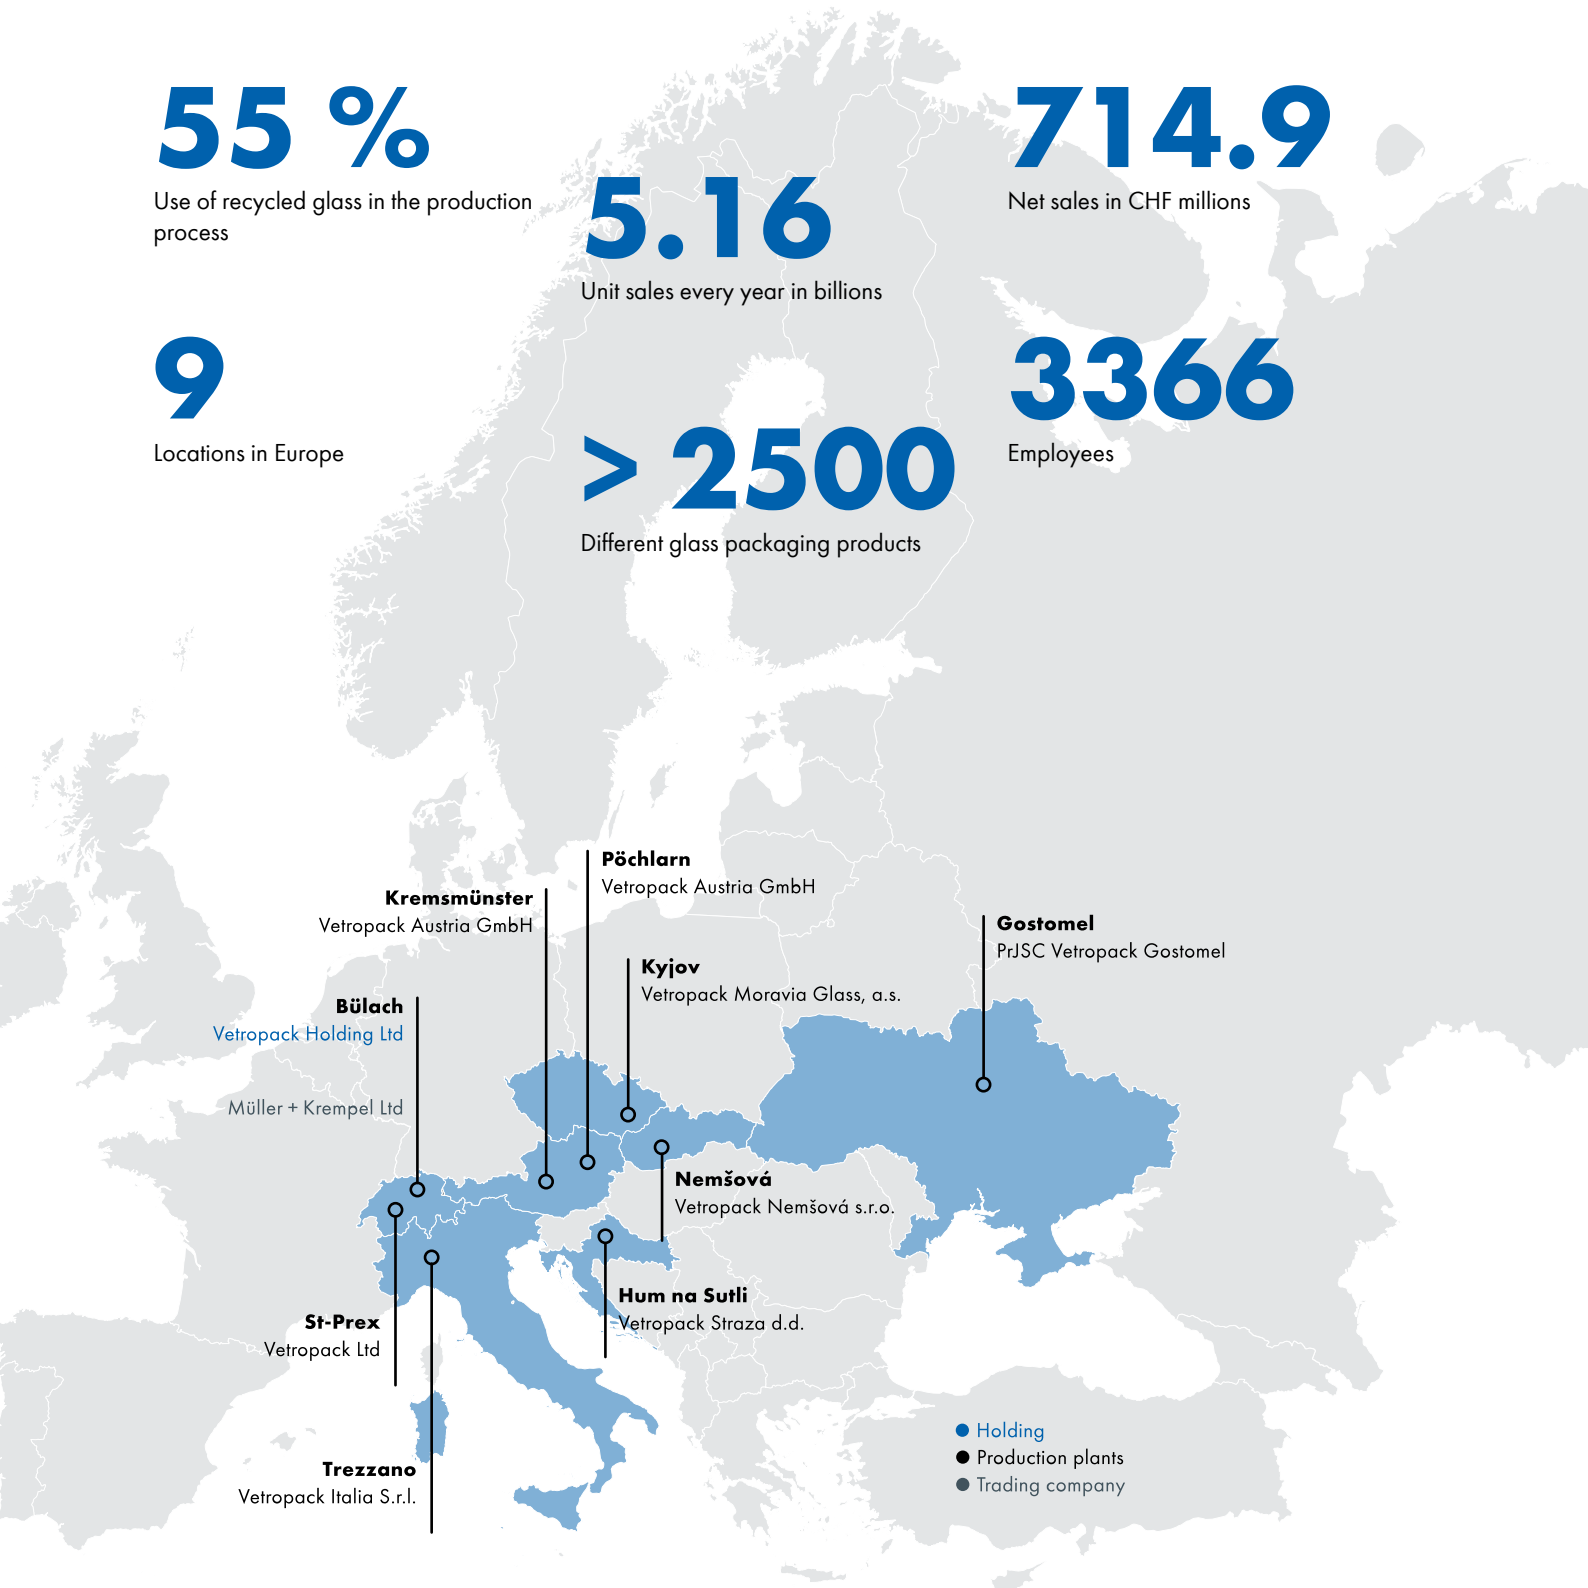 55 %
Use of recycled glass in the production
process
5.16
Unit sales every year in billions
714.9
Net sales in CHF millions
9
Locations in Europe
> 2500
Different glass packaging products
3366
Employees
Pöchlarn
Vetropack Austria GmbH
Kremsmünster
Vetropack Austria GmbH
Gostomel
PrJSC Vetropack Gostomel
Kyjov
Vetropack Moravia Glass, a.s.
Bülach
Vetropack Holding Ltd
Müller + Krempel Ltd
Nemšová
Vetropack Nemšová s.r.o.
Hum na Sutli
Vetropack Straza d.d.
St-Prex
Vetropack Ltd
Trezzano
Vetropack Italia S.r.l.
Holding
Production plants
Trading company